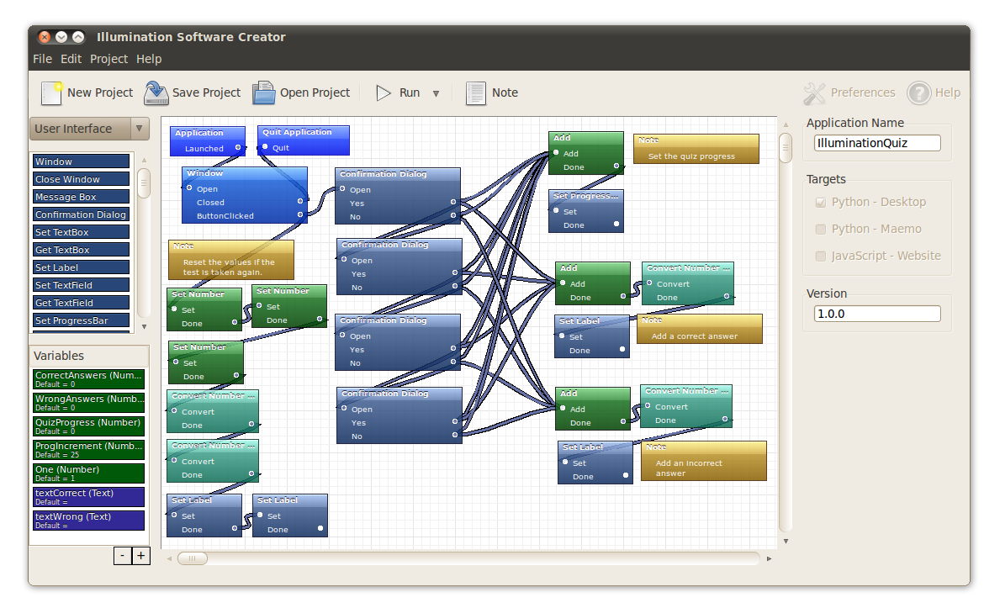 Illumination Software Creator
File Edit Project Help
New Project Save Project Open Project Run Note Preferences Help
User Interface
Window
Close Window
Message Box
Confirmation Dialog
Set TextBox
Get TextBox
Set Label
Set TextField
Get TextField
Set ProgressBar
Variables
CorrectAnswers (Num...
Default = 0
WrongAnswers (Numb...
Default = 0
QuizProgress (Number)
Default = 0
ProgIncrement (Numb...
Default = 25
One (Number)
Default = 1
textCorrect (Text)
Default =
textWrong (Text)
Default =
- +
Application
Launched
Quit Application
Quit
Window
Open
Closed
ButtonClicked
Note
Reset the values if the
test is taken again.
Set Number
Set
Done
Set Number
Set
Done
Set Number
Set
Done
Convert Number ...
Convert
Done
Convert Number ...
Convert
Done
Set Label
Set
Done
Set Label
Set
Done
Confirmation Dialog
Open
Yes
No
Confirmation Dialog
Open
Yes
No
Confirmation Dialog
Open
Yes
No
Confirmation Dialog
Open
Yes
No
Add
Add
Done
Note
Set the quiz progress
Set Progress...
Set
Done
Add
Add
Done
Convert Number ...
Convert
Done
Set Label
Set
Done
Note
Add a correct answer
Add
Add
Done
Convert Number ...
Convert
Done
Set Label
Set
Done
Note
Add an incorrect
answer
Application Name
IlluminationQuiz
Targets
Python - Desktop
Python - Maemo
JavaScript - Website
Version
1.0.0